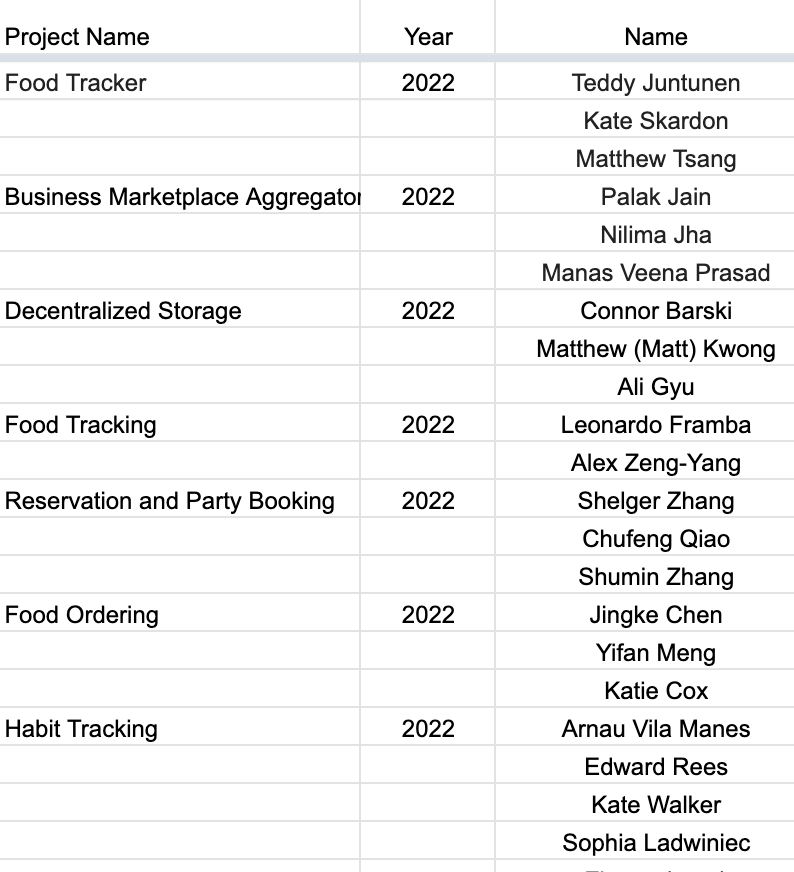 Project Name Year Name
Food Tracker 2022 Teddy Juntunen
Kate Skardon
Matthew Tsang
Business Marketplace Aggregator 2022 Palak Jain
Nilima Jha
Manas Veena Prasad
Decentralized Storage 2022 Connor Barski
Matthew (Matt) Kwong
Ali Gyu
Food Tracking 2022 Leonardo Framba
Alex Zeng-Yang
Reservation and Party Booking 2022 Shelger Zhang
Chufeng Qiao
Shumin Zhang
Food Ordering 2022 Jingke Chen
Yifan Meng
Katie Cox
Habit Tracking 2022 Arnau Vila Manes
Edward Rees
Kate Walker
Sophia Ladwiniec